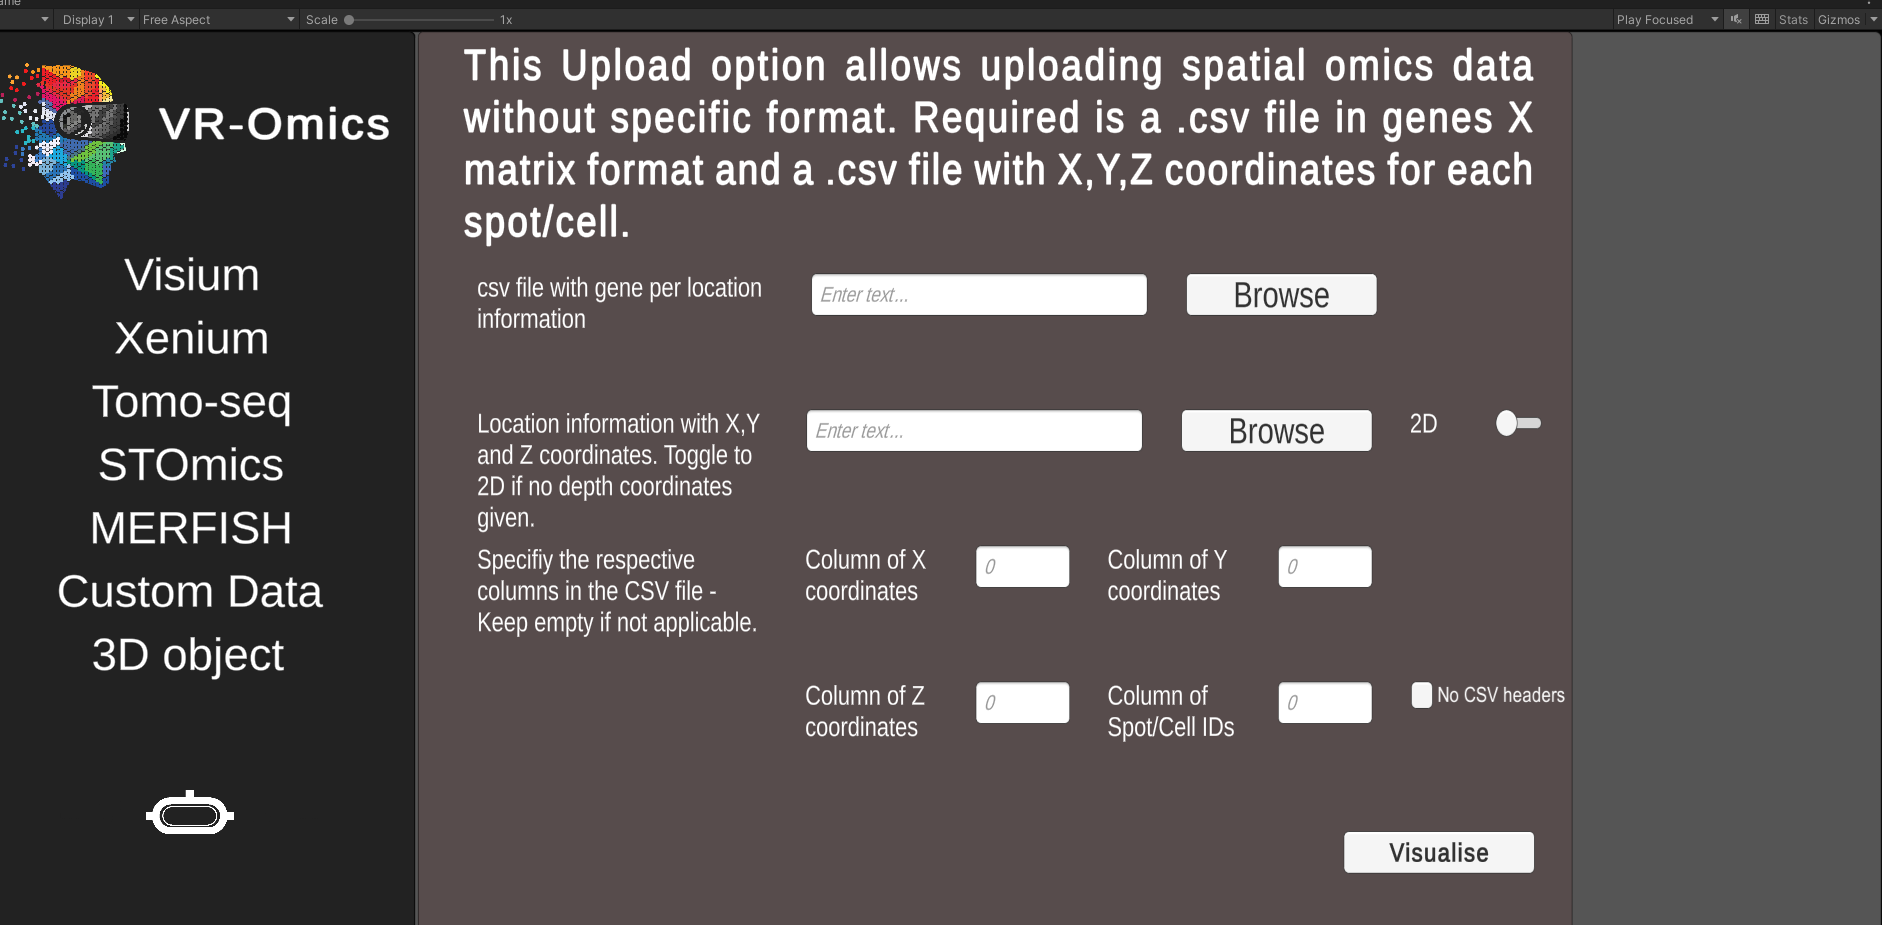 Display 1
Free Aspect
Scale
1x
Play Focused
Stats
Gizmos
VR-Omics
Visium
Xenium
Tomo-seq
STOmics
MERFISH
Custom Data
3D object
This Upload option allows uploading spatial omics data
without specific format. Required is a .csv file in genes X
matrix format and a .csv file with X,Y,Z coordinates for each
spot/cell.
csv file with gene per location
information
Enter text...
Browse
Location information with X,Y
and Z coordinates. Toggle to
2D if no depth coordinates
given.
Enter text...
Browse
2D
Specifiy the respective
columns in the CSV file -
Keep empty if not applicable.
Column of X
coordinates
0
Column of Y
coordinates
0
Column of Z
coordinates
0
Column of
Spot/Cell IDs
0
No CSV headers
Visualise